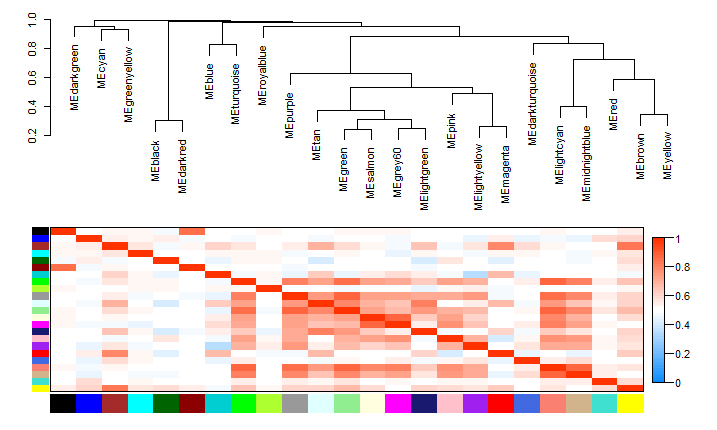 1.0
0.8
0.6
0.4
0.2
MEdarkgreen
MEcyan
MEgreenyellow
MEblack
MEdarkred
MEblue
MEturquoise
MEroyalblue
MEpurple
MEtan
MEgreen
MEsalmon
MEgrey60
MElightgreen
MEpink
MElightyellow
MEmagenta
MEdarkturquoise
MElightcyan
MEmidnightblue
MEred
MEbrown
MEyellow
1
0.8
0.6
0.4
0.2
0